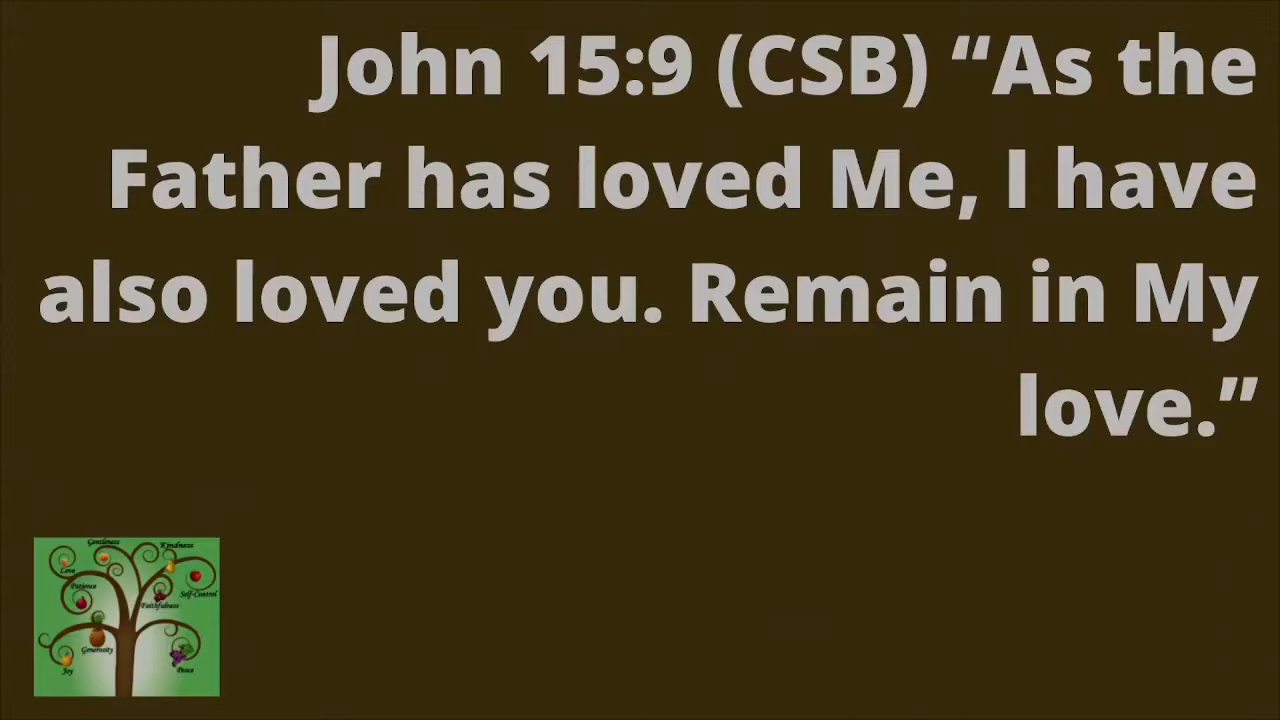 John 15:9 (CSB) “As the
Father has loved Me, I have
also loved you. Remain in My
love.”
Gentleness
Kindness
Love
Patience
Self-Control
Faithfulness
Generosity
Joy
Peace